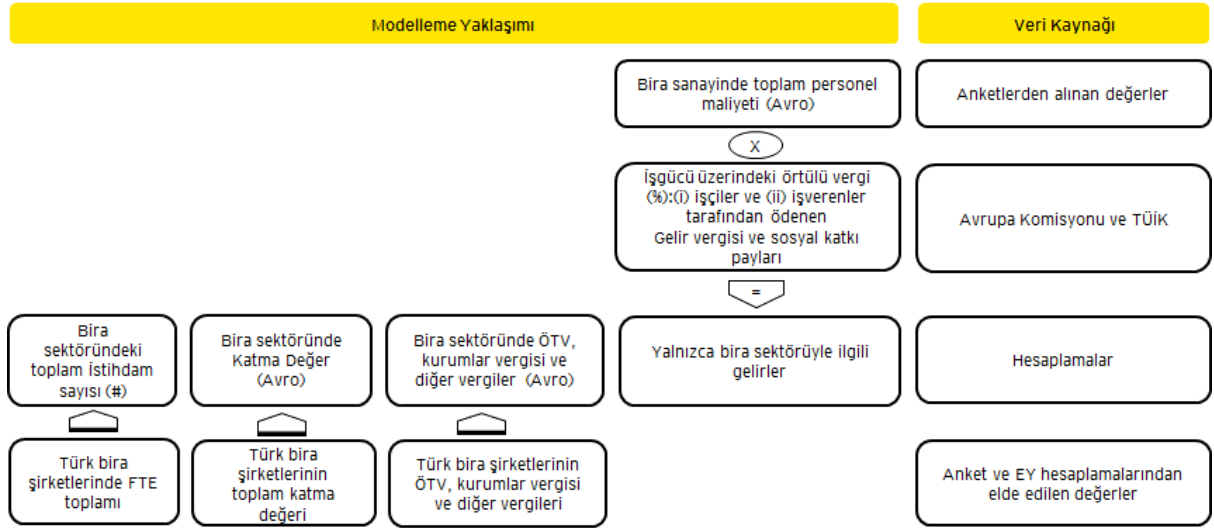 Modelleme Yaklaşımı
Veri Kaynağı
Bira sanayinde toplam personel
maliyeti (Avro)
Anketlerden alınan değerler
X
İşgücü üzerindeki örtülü vergi
(%):(i) işçiler ve (ii) işverenler
tarafından ödenen
Gelir vergisi ve sosyal katkı
payları
Avrupa Komisyonu ve TÜİK
=
Bira
sektöründeki
toplam istihdam
sayısı (#)
Bira sektöründe
Katma Değer
(Avro)
Bira sektöründe ÖTV,
kurumlar vergisi ve
diğer vergiler (Avro)
Yalnızca bira sektörüyle ilgili
gelirler
Hesaplamalar
Türk bira
şirketlerinde FTE
toplamı
Türk bira
şirketlerinin
toplam katma
değeri
Türk bira şirketlerinin
ÖTV, kurumlar vergisi
ve diğer vergileri
Anket ve EY hesaplamalarından
elde edilen değerler